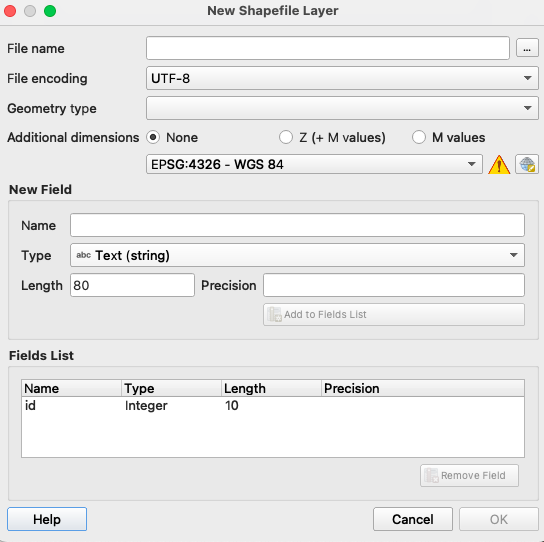 New Shapefile Layer
File name
...
File encoding UTF-8
Geometry type
Additional dimensions None Z (+ M values) M values
EPSG:4326 - WGS 84
New Field
Name
Type abc Text (string)
Length 80 Precision
Add to Fields List
Fields List
Name Type Length Precision
id Integer 10
Remove Field
Help Cancel OK